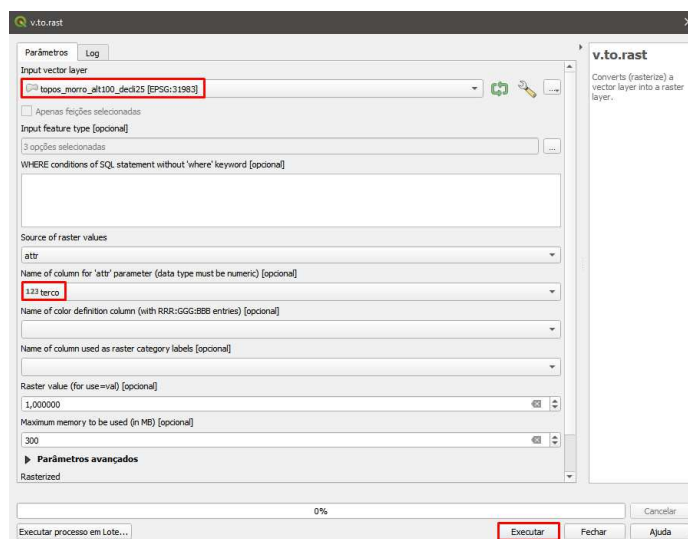 v.to.rast
Parâmetros Log
Input vector layer
topos_morro_alt100_decli25 [EPSG:31983]
Apenas feições selecionadas
Input feature type [opcional]
3 opções selecionadas
WHERE conditions of SQL statement without 'where' keyword [opcional]
Source of raster values
attr
Name of column for 'attr' parameter (data type must be numeric) [opcional]
123 terco
Name of color definition column (with RRR:GGG:BBB entries) [opcional]
Name of column used as raster category labels [opcional]
Raster value (for use=val) [opcional]
1,000000
Maximum memory to be used (in MB) [opcional]
300
Parâmetros avançados
Rasterized
v.to.rast
Converts (rasterize) a
vector layer into a raster
layer.
0%
Cancelar
Executar processo em Lote...
Executar
Fechar
Ajuda